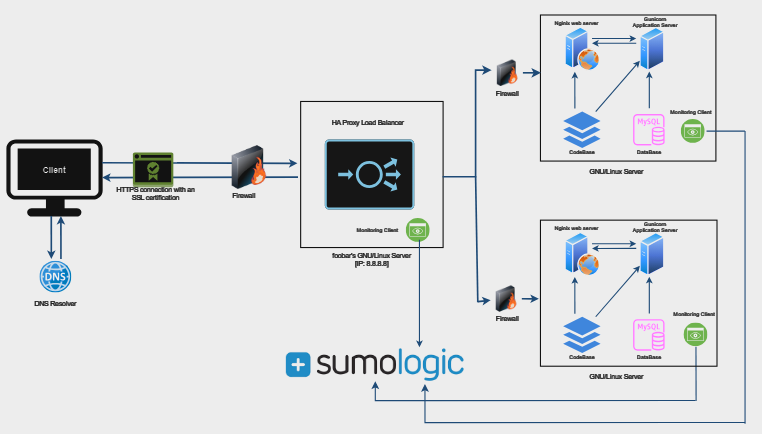 Client
HTTPS connection with an
SSL certification
DNS
DNS Resolver
Firewall
HA Proxy Load Balancer
Monitoring Client
foobar's GNU/Linux Server
[IP: 8.8.8.8]
sumologic
Firewall
Nginix web server
Gunicorn
Application Server
MySQL
Monitoring Client
CodeBase
DataBase
GNU/Linux Server
Firewall
Nginix web server
Gunicorn
Application Server
MySQL
Monitoring Client
CodeBase
DataBase
GNU/Linux Server